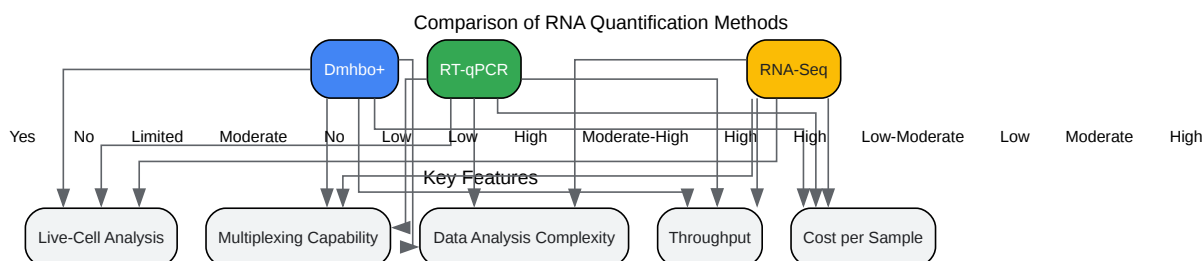 Comparison of RNA Quantification Methods
Dmhbo+ RT-qPCR RNA-Seq
Yes No Limited Moderate No Low Low High Moderate-High High High Low-Moderate Low Moderate High
Key Features
Live-Cell Analysis Multiplexing Capability Data Analysis Complexity Throughput Cost per Sample